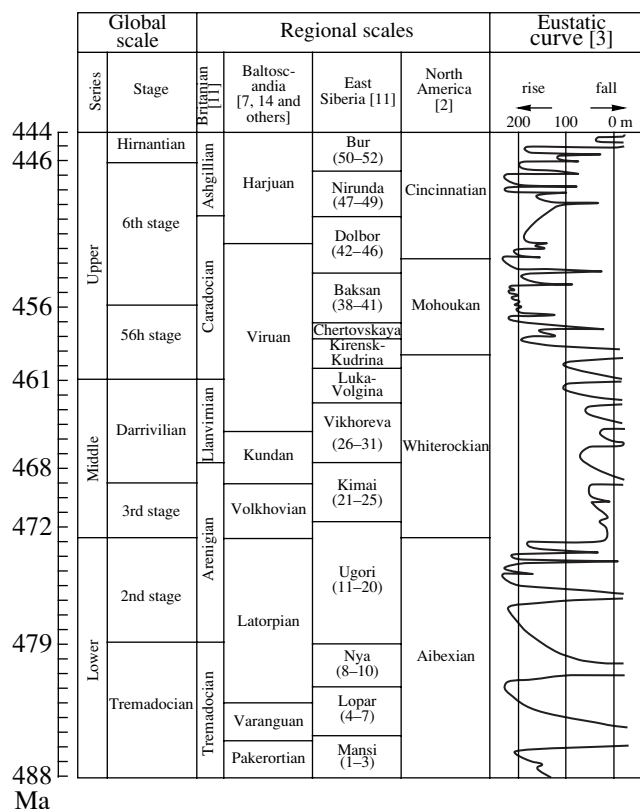 Global scale
Regional scales
Eustatic curve [3]
Series
Stage
Britanian [11]
Baltosc-
andia
[7, 14 and
others]
East
Siberia [11]
North
America
[2]
rise
fall
200 100 0 m
444
446
456
461
468
472
479
488
Ma
Upper
Middle
Lower
Hirnantian
6th stage
56h stage
Darrivilian
3rd stage
2nd stage
Tremadocian
Ashgillian
Caradocian
Llanvirnian
Arenigian
Tremadocian
Harjuan
Viruan
Kundan
Volkhovian
Latorpian
Varanguan
Pakerortian
Bur
(50–52)
Nirunda
(47–49)
Dolbor
(42–46)
Baksan
(38–41)
Chertovskaya
Kirensk-
Kudrina
Luka-
Volgina
Vikhoreva
(26–31)
Kimai
(21–25)
Ugori
(11–20)
Nya
(8–10)
Lopar
(4–7)
Mansi
(1–3)
Cincinnatian
Mohoukan
Whiterockian
Aibexian